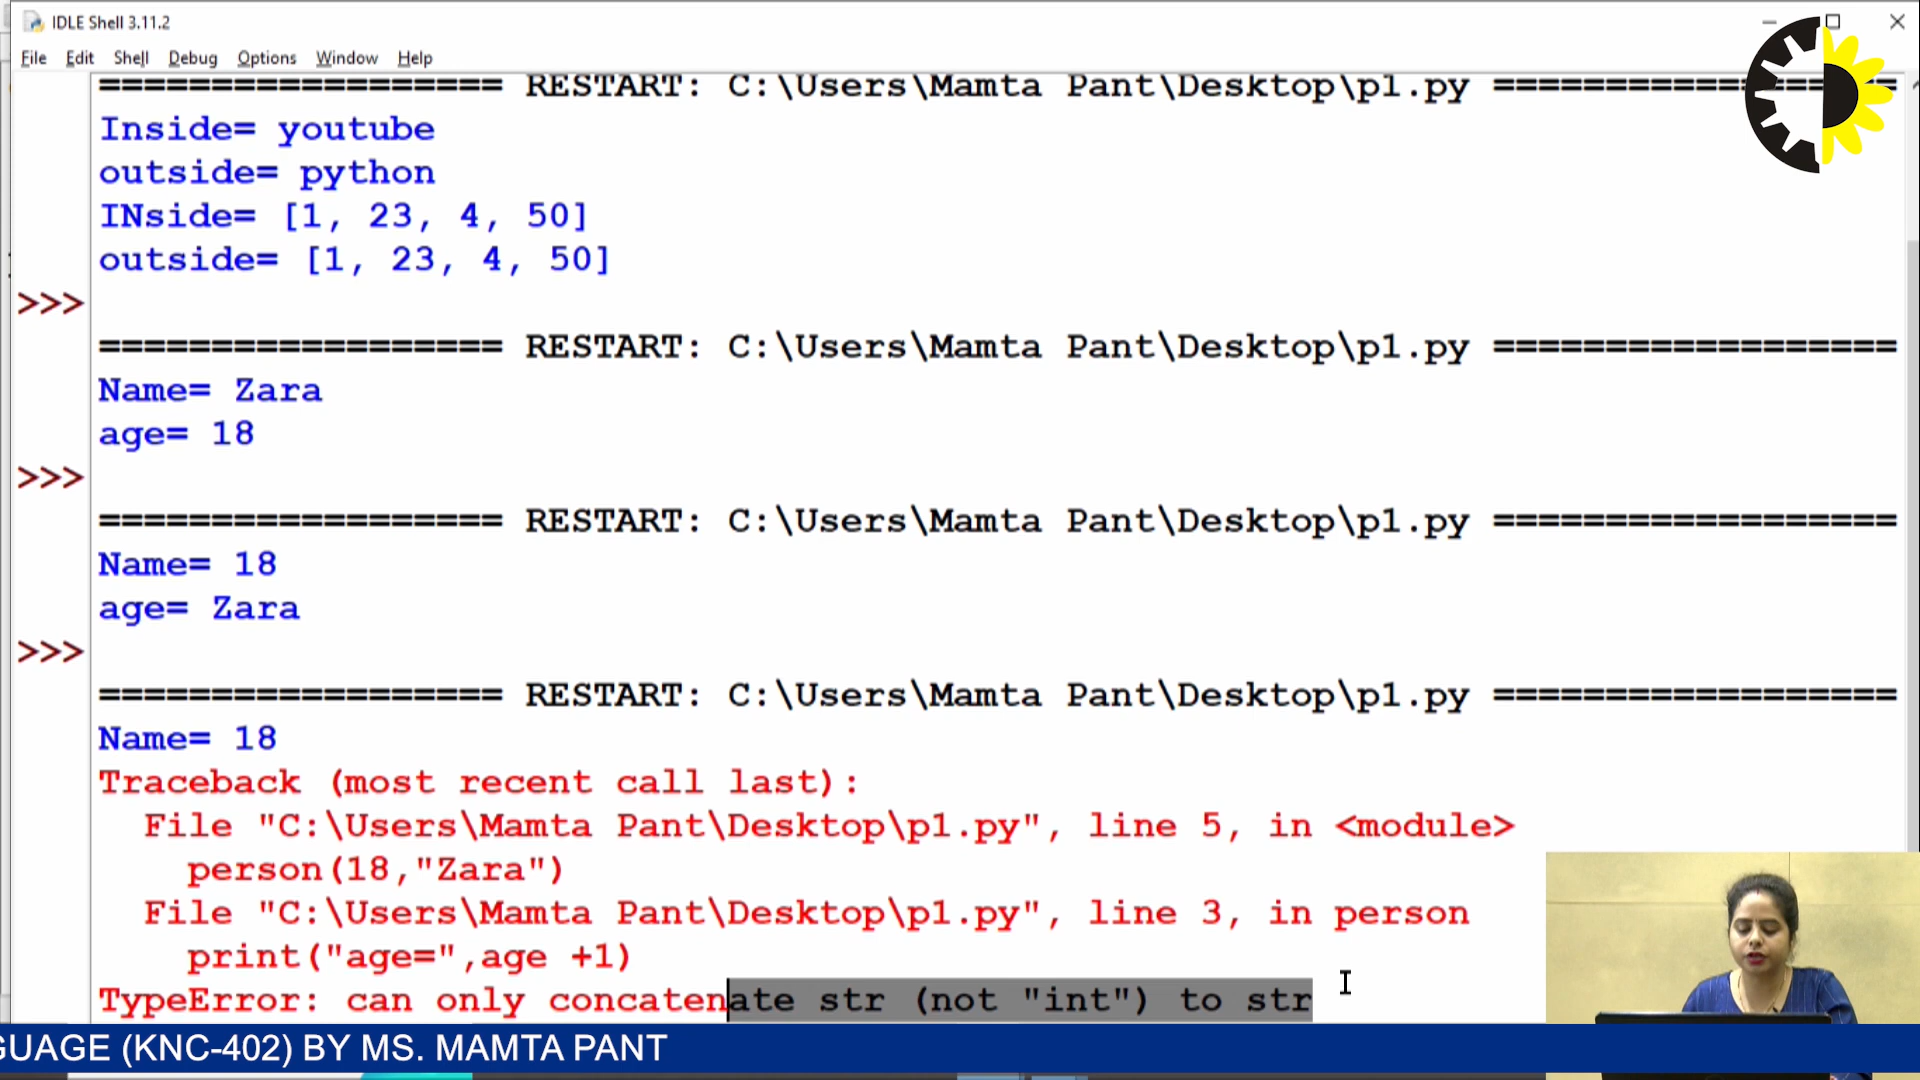 IDLE Shell 3.11.2
File Edit Shell Debug Options Window Help
================== RESTART: C:\Users\Mamta Pant\Desktop\p1.py ==================
Inside= youtube
outside= python
INside= [1, 23, 4, 50]
outside= [1, 23, 4, 50]
>>>
================== RESTART: C:\Users\Mamta Pant\Desktop\p1.py ==================
Name= Zara
age= 18
>>>
================== RESTART: C:\Users\Mamta Pant\Desktop\p1.py ==================
Name= 18
age= Zara
>>>
================== RESTART: C:\Users\Mamta Pant\Desktop\p1.py ==================
Name= 18
Traceback (most recent call last):
File "C:\Users\Mamta Pant\Desktop\p1.py", line 5, in <module>
person(18,"Zara")
File "C:\Users\Mamta Pant\Desktop\p1.py", line 3, in person
print("age=",age +1)
TypeError: can only concatenate str (not "int") to str
GUAGE (KNC-402) BY MS. MAMTA PANT